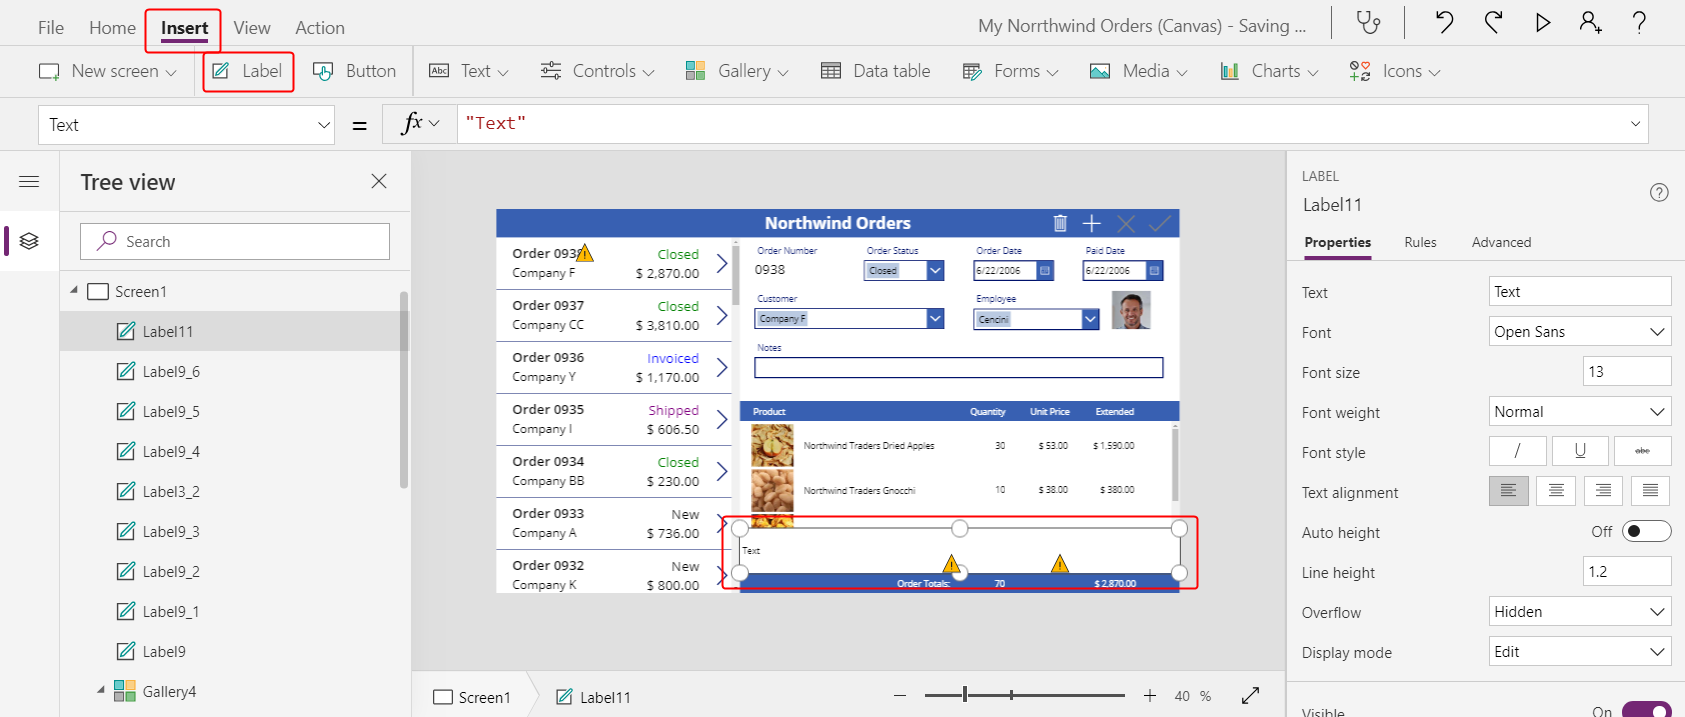 File Home Insert View Action My Norrthwind Orders (Canvas) - Saving ... ?
New screen Label Button Abc Text Controls Gallery Data table Forms Media Charts Icons
Text = fx "Text"
Tree view
Search
Screen1
Label11
Label9_6
Label9_5
Label9_4
Label3_2
Label9_3
Label9_2
Label9_1
Label9
Gallery4
Northwind Orders
Order 0938 Closed
Company F $ 2,870.00
Order 0937 Closed
Company CC $ 3,810.00
Order 0936 Invoiced
Company Y $ 1,170.00
Order 0935 Shipped
Company I $ 606.50
Order 0934 Closed
Company BB $ 230.00
Order 0933 New
Company A $ 736.00
Order 0932 New
Company K $ 800.00
Order Number Order Status Order Date Paid Date
0938 Closed 6/22/2006 6/22/2006
Customer Employee
Company F Cencini
Notes
Product Quantity Unit Price Extended
Northwind Traders Dried Apples 30 $ 53.00 $ 1,590.00
Northwind Traders Gnocchi 10 $ 38.00 $ 380.00
Text
Order Totals: 70 $ 2,870.00
Screen1 Label11 40 %
LABEL
Label11
?
Properties Rules Advanced
Text Text
Font Open Sans
Font size 13
Font weight Normal
Font style / U abc
Text alignment
Auto height Off
Line height 1.2
Overflow Hidden
Display mode Edit
Visible On